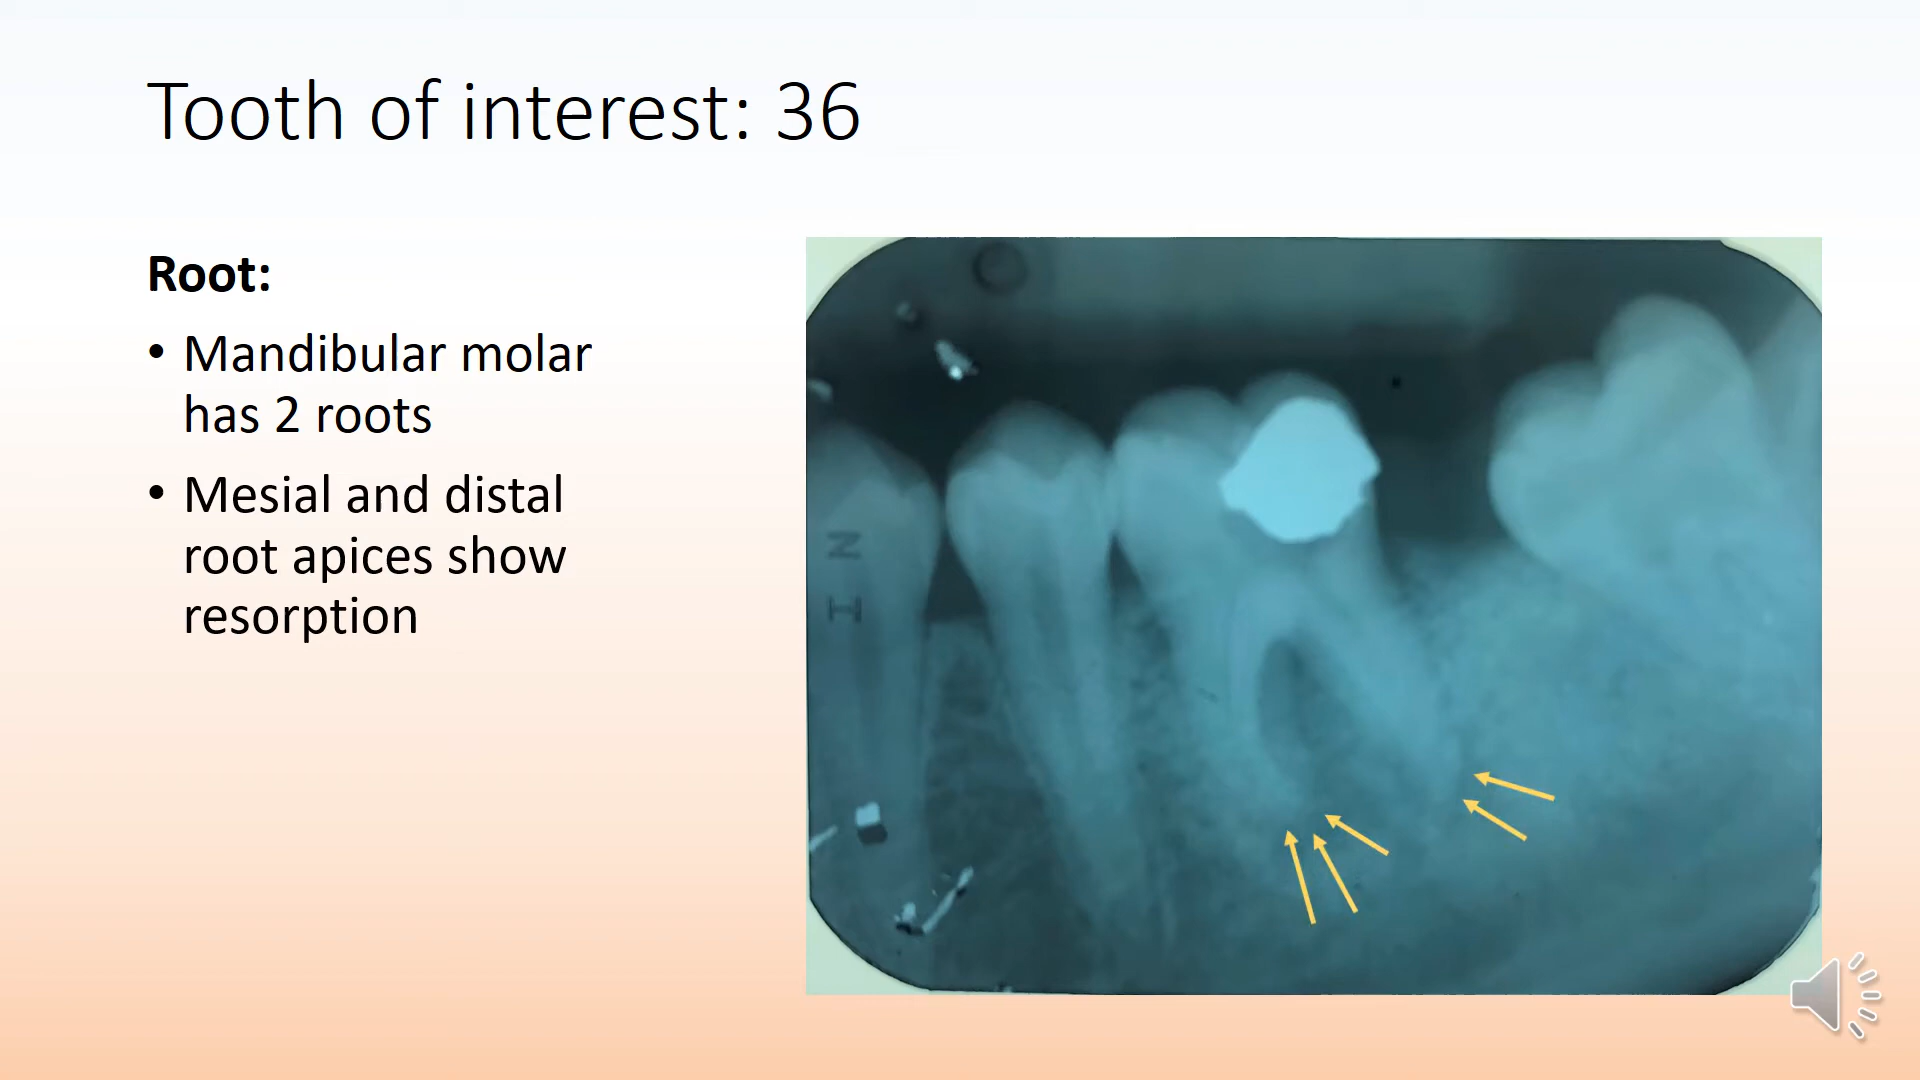 Tooth of interest: 36
Root:
• Mandibular molar
has 2 roots
• Mesial and distal
root apices show
resorption